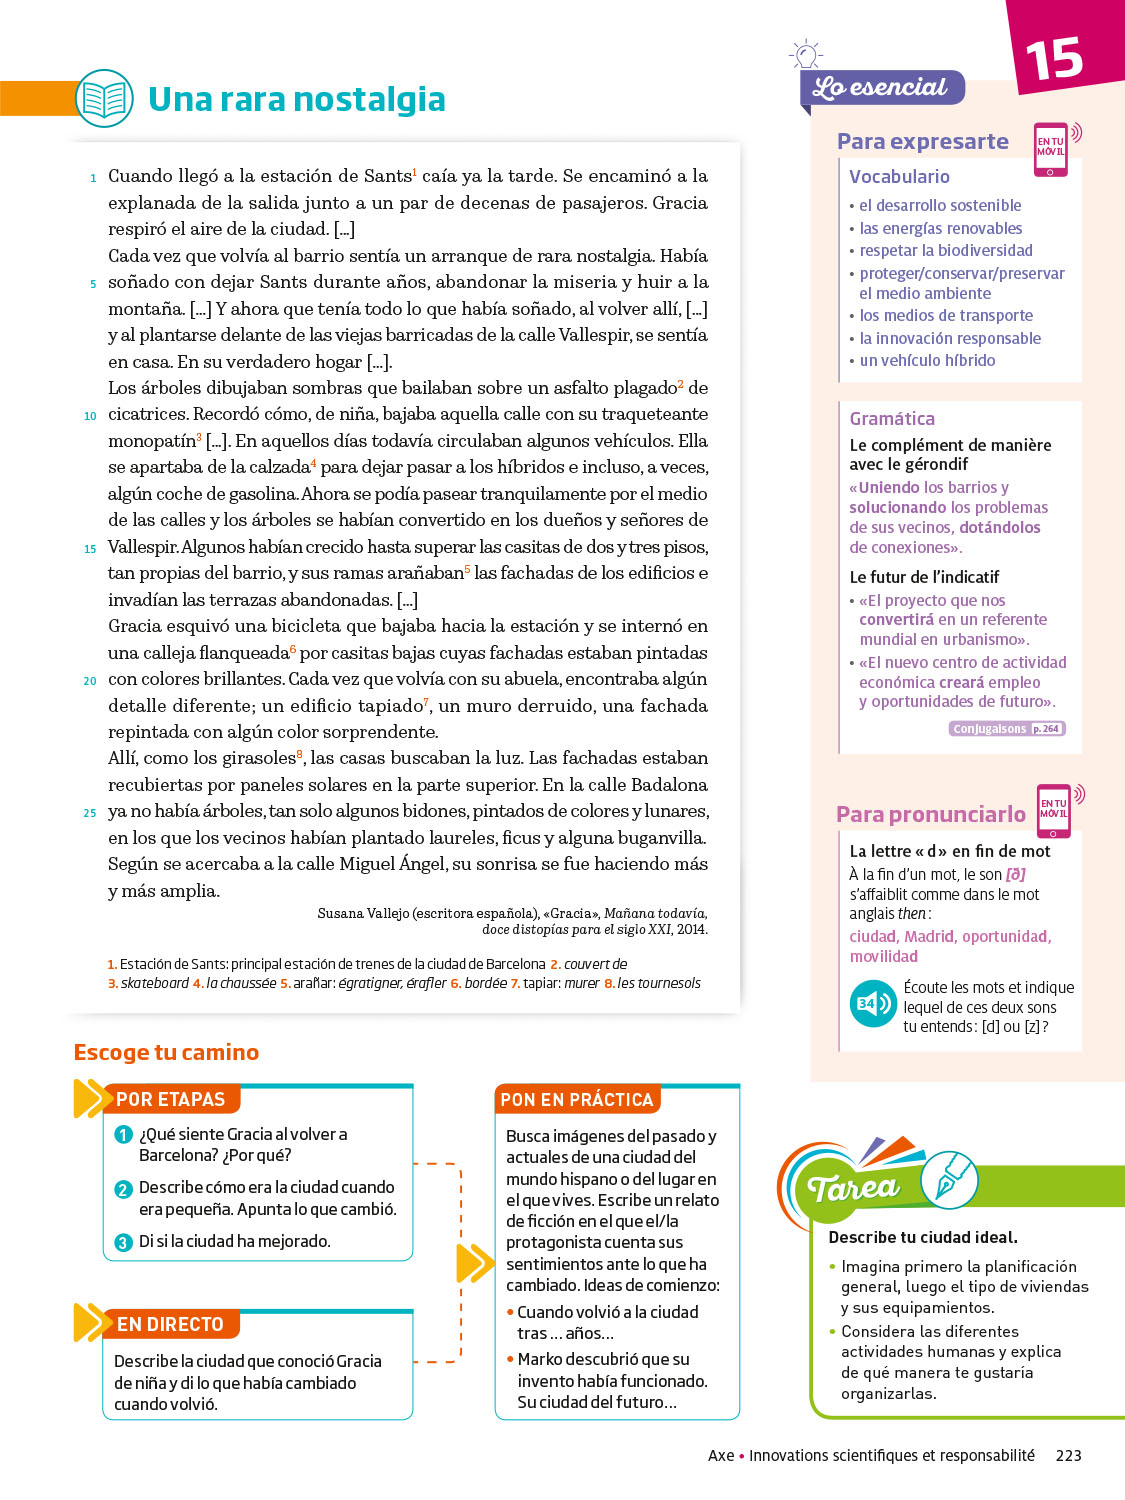 15
Una rara nostalgia
1 Cuando llegó a la estación de Sants1 caía ya la tarde. Se encaminó a la
explanada de la salida junto a un par de decenas de pasajeros. Gracia
respiró el aire de la ciudad. [...]
Cada vez que volvía al barrio sentía un arranque de rara nostalgia. Había
5 soñado con dejar Sants durante años, abandonar la miseria y huir a la
montaña. [...] Y ahora que tenía todo lo que había soñado, al volver allí, [...]
y al plantarse delante de las viejas barricadas de la calle Vallespir, se sentía
en casa. En su verdadero hogar [...].
Los árboles dibujaban sombras que bailaban sobre un asfalto plagado2 de
10 cicatrices. Recordó cómo, de niña, bajaba aquella calle con su traqueteante
monopatín3 [...]. En aquellos días todavía circulaban algunos vehículos. Ella
se apartaba de la calzada4 para dejar pasar a los híbridos e incluso, a veces,
algún coche de gasolina. Ahora se podía pasear tranquilamente por el medio
de las calles y los árboles se habían convertido en los dueños y señores de
15 Vallespir. Algunos habían crecido hasta superar las casitas de dos y tres pisos,
tan propias del barrio, y sus ramas arañaban5 las fachadas de los edificios e
invadían las terrazas abandonadas. [...]
Gracia esquivó una bicicleta que bajaba hacia la estación y se internó en
una calleja flanqueada6 por casitas bajas cuyas fachadas estaban pintadas
20 con colores brillantes. Cada vez que volvía con su abuela, encontraba algún
detalle diferente; un edificio tapiado7, un muro derruido, una fachada
repintada con algún color sorprendente.
Allí, como los girasoles8, las casas buscaban la luz. Las fachadas estaban
recubiertas por paneles solares en la parte superior. En la calle Badalona
25 ya no había árboles, tan solo algunos bidones, pintados de colores y lunares,
en los que los vecinos habían plantado laureles, ficus y alguna buganvilla.
Según se acercaba a la calle Miguel Ángel, su sonrisa se fue haciendo más
y más amplia.
Susana Vallejo (escritora española), «Gracia», Mañana todavía,
doce distopías para el siglo XXI, 2014.
1. Estación de Sants: principal estación de trenes de la ciudad de Barcelona 2. couvert de
3. skateboard 4. la chaussée 5. arañar: égratigner, érafler 6. bordée 7. tapiar: murer 8. les tournesols
Escoge tu camino
POR ETAPAS
1 ¿Qué siente Gracia al volver a
Barcelona? ¿Por qué?
2 Describe cómo era la ciudad cuando
era pequeña. Apunta lo que cambió.
3 Di si la ciudad ha mejorado.
EN DIRECTO
Describe la ciudad que conoció Gracia
de niña y di lo que había cambiado
cuando volvió.
PON EN PRÁCTICA
Busca imágenes del pasado y
actuales de una ciudad del
mundo hispano o del lugar en
el que vives. Escribe un relato
de ficción en el que el/la
protagonista cuenta sus
sentimientos ante lo que ha
cambiado. Ideas de comienzo:
• Cuando volvió a la ciudad
tras ... años...
• Marko descubrió que su
invento había funcionado.
Su ciudad del futuro...
Lo esencial
Para expresarte
EN TU
MÓVIL
Vocabulario
• el desarrollo sostenible
• las energías renovables
• respetar la biodiversidad
• proteger/conservar/preservar
el medio ambiente
• los medios de transporte
• la innovación responsable
• un vehículo híbrido
Gramática
Le complément de manière
avec le gérondif
«Uniendo los barrios y
solucionando los problemas
de sus vecinos, dotándolos
de conexiones».
Le futur de l'indicatif
• «El proyecto que nos
convertirá en un referente
mundial en urbanismo».
• «El nuevo centro de actividad
económica creará empleo
y oportunidades de futuro».
Conjugaisons p. 264
Para pronunciarlo
EN TU
MÓVIL
La lettre « d » en fin de mot
À la fin d'un mot, le son [ð]
s'affaiblit comme dans le mot
anglais then :
ciudad, Madrid, oportunidad,
movilidad
34
Écoute les mots et indique
lequel de ces deux sons
tu entends : [d] ou [z] ?
Tarea
Describe tu ciudad ideal.
• Imagina primero la planificación
general, luego el tipo de viviendas
y sus equipamientos.
• Considera las diferentes
actividades humanas y explica
de qué manera te gustaría
organizarlas.
Axe • Innovations scientifiques et responsabilité 223